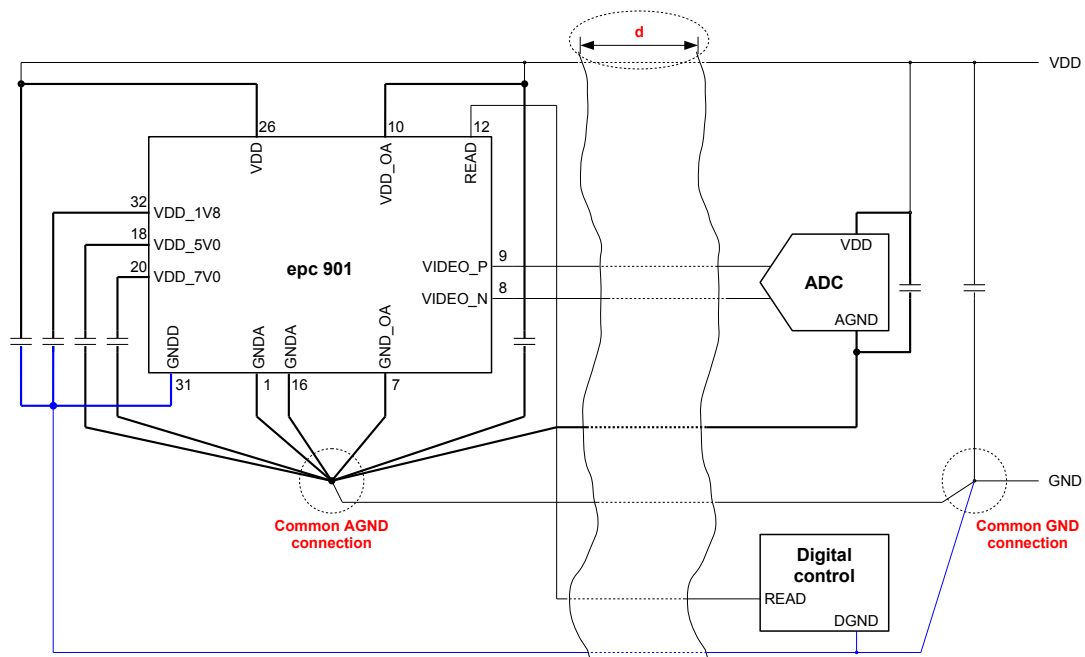 d
VDD
26
10
12
VDD
VDD_OA
READ
32
VDD_1V8
18
VDD_5V0
20
VDD_7V0
epc 901
VIDEO_P
9
VIDEO_N
8
VDD
ADC
AGND
GNDD
GNDA
GNDA
GND_OA
31
1
16
7
GND
Common AGND
connection
Common GND
connection
Digital
control
READ
DGND